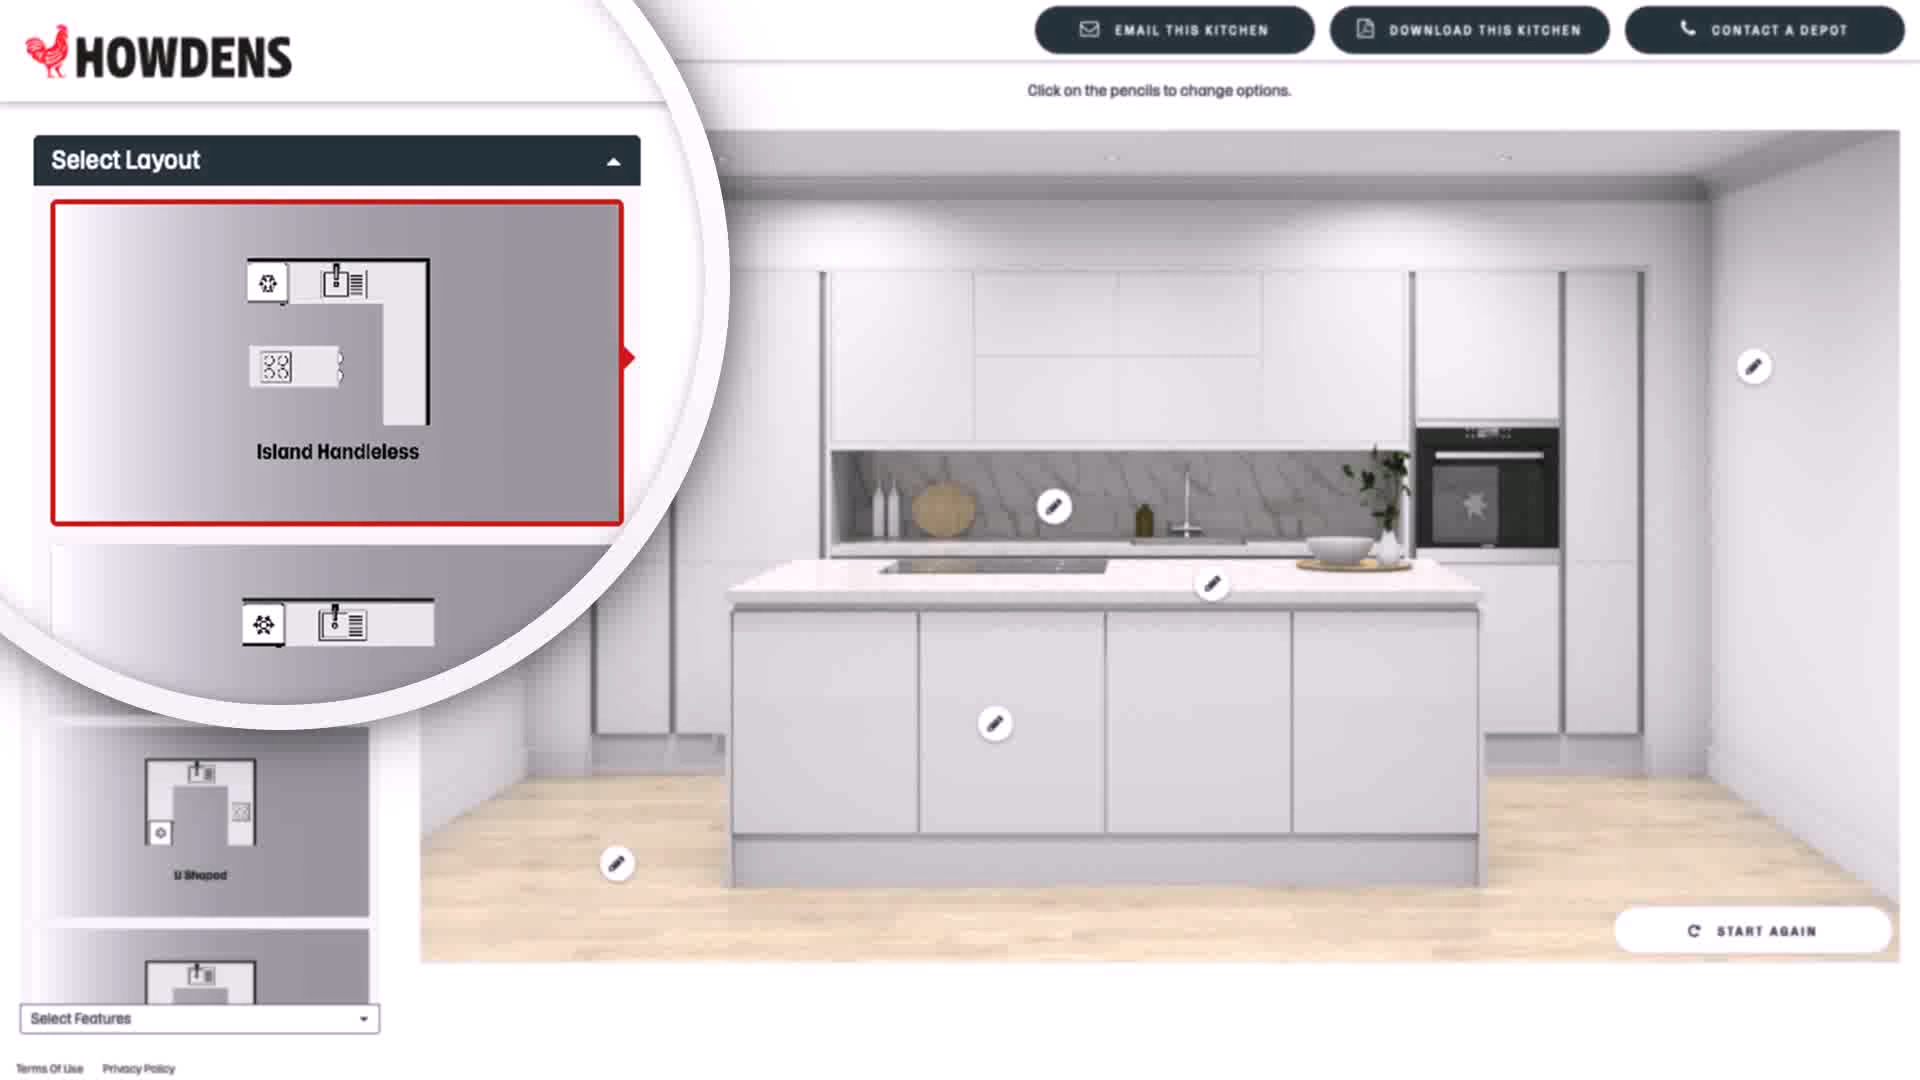 HOWDENS
EMAIL THIS KITCHEN
DOWNLOAD THIS KITCHEN
CONTACT A DEPOT
Click on the pencils to change options.
Select Layout
Island Handleless
U Shaped
START AGAIN
Select Features
Terms Of Use
Privacy Policy